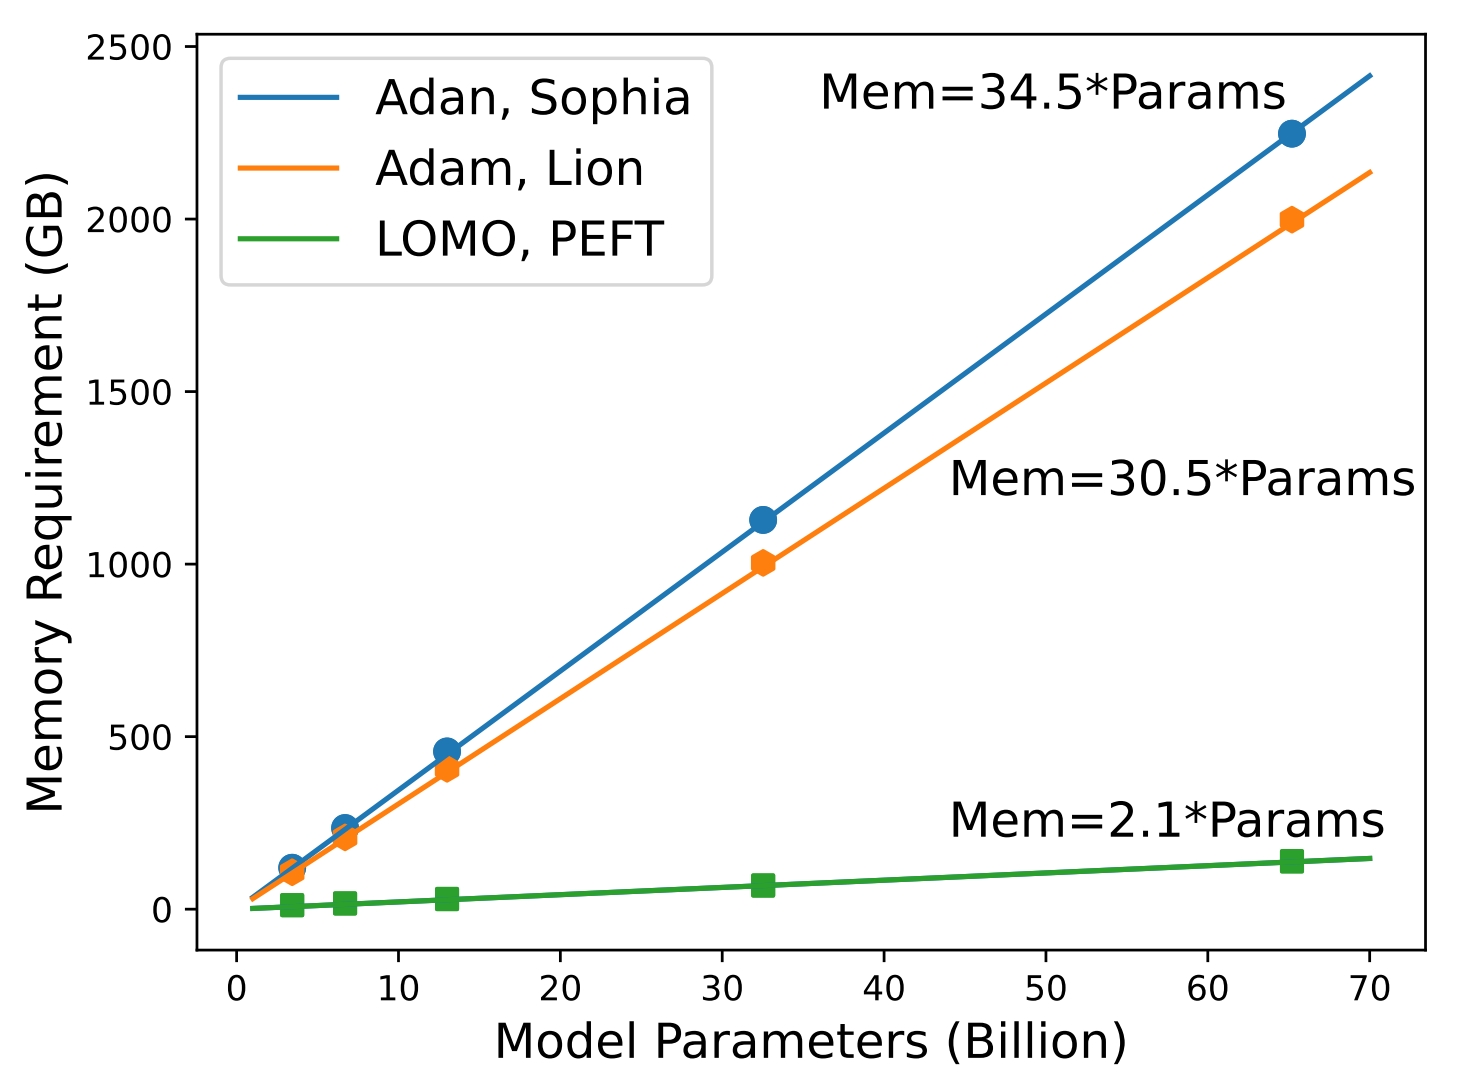 2500
2000
1500
1000
500
0
Memory Requirement (GB)
Adan, Sophia
Adam, Lion
LOMO, PEFT
Mem=34.5*Params
Mem=30.5*Params
Mem=2.1*Params
0 10 20 30 40 50 60 70
Model Parameters (Billion)